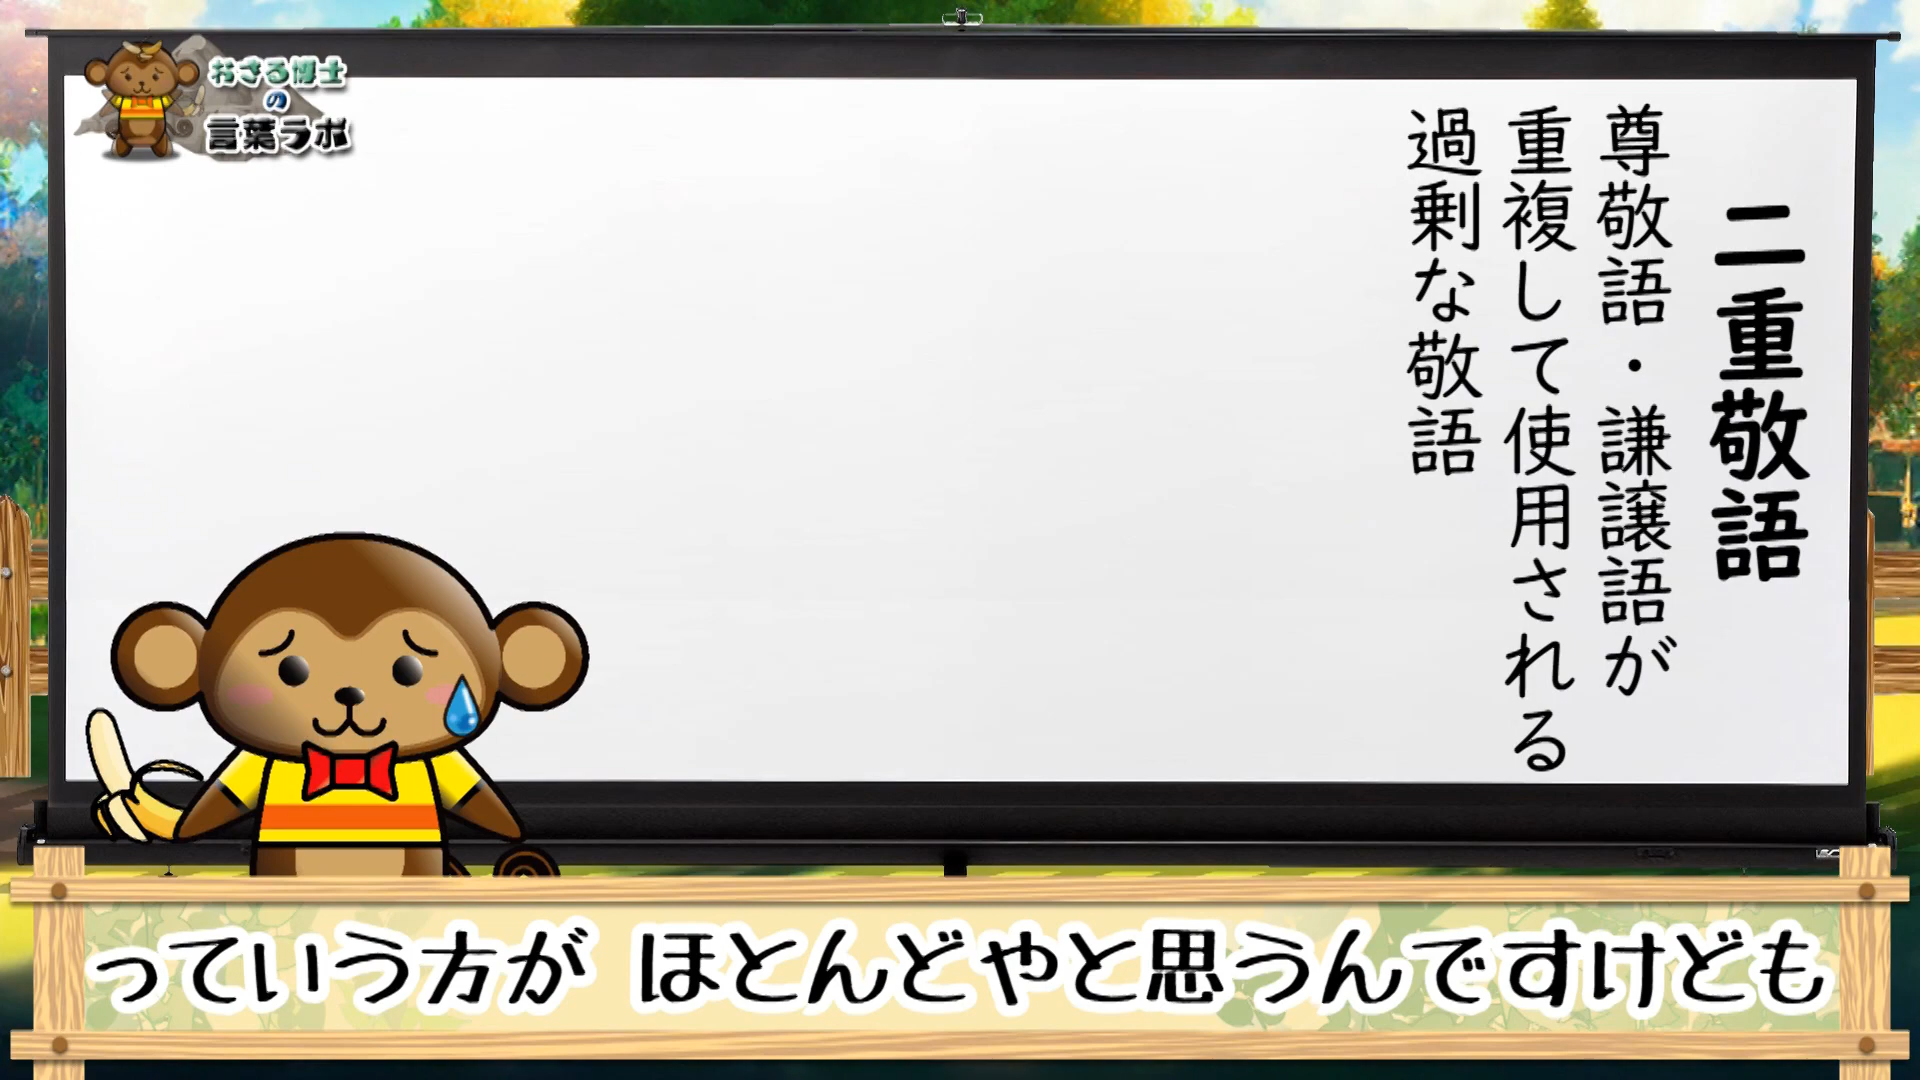 おさる博士
の
言葉ラボ
二重敬語
尊敬語・謙譲語が
重複して使用される
過剰な敬語
っていう方が ほとんどやと思うんですけども